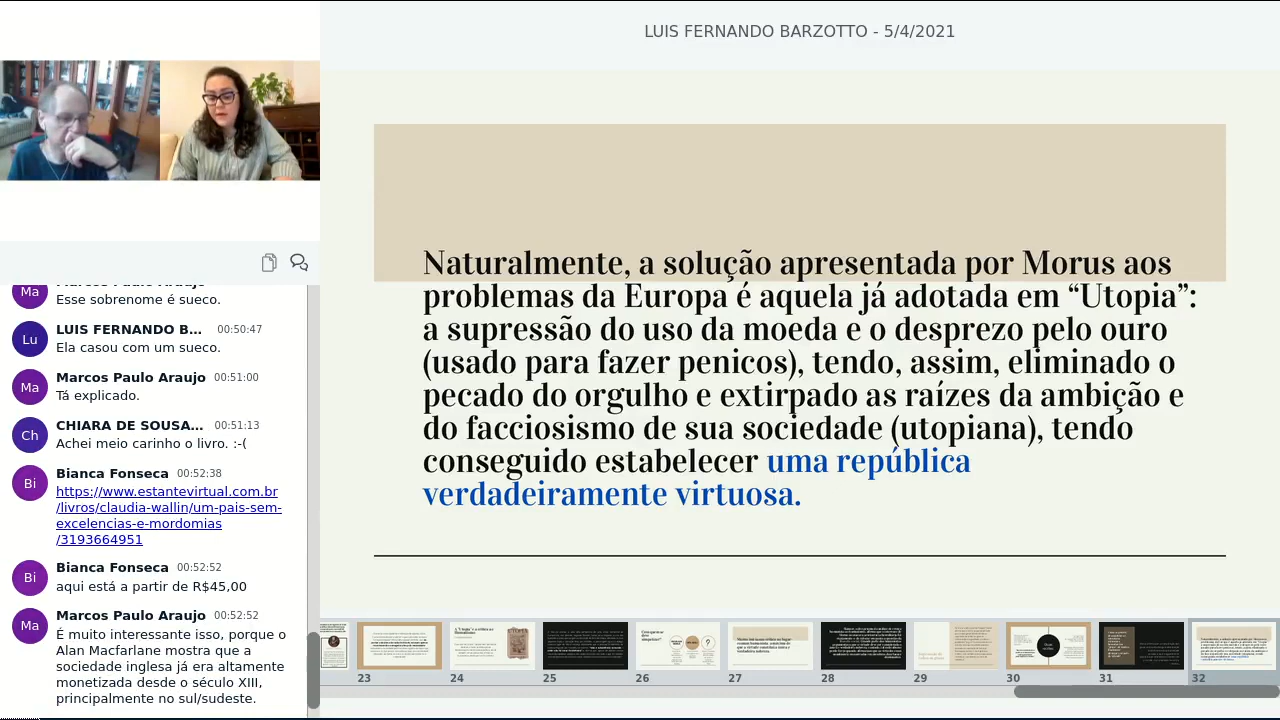 LUIS FERNANDO BARZOTTO - 5/4/2021
Naturalmente, a solução apresentada por Morus aos
problemas da Europa é aquela já adotada em “Utopia”:
a supressão do uso da moeda e o desprezo pelo ouro
(usado para fazer penicos), tendo, assim, eliminado o
pecado do orgulho e extirpado as raízes da ambição e
do facciosismo de sua sociedade (utopiana), tendo
conseguido estabelecer uma república
verdadeiramente virtuosa.
Ma
Esse sobrenome é sueco.
Lu
LUIS FERNANDO B... 00:50:47
Ela casou com um sueco.
Ma
Marcos Paulo Araujo 00:51:00
Tá explicado.
Ch
CHIARA DE SOUSA... 00:51:13
Achei meio carinho o livro. :-(
Bi
Bianca Fonseca 00:52:38
https://www.estantevirtual.com.br
/livros/claudia-wallin/um-pais-sem-
excelencias-e-mordomias
/3193664951
Bi
Bianca Fonseca 00:52:52
aqui está a partir de R$45,00
Ma
Marcos Paulo Araujo 00:52:52
É muito interessante isso, porque o
Alan Macfarlane mostra que a
sociedade inglesa já era altamente
monetizada desde o século XIII,
principalmente no sul/sudeste.
23 24 25 26 27 28 29 30 31 32